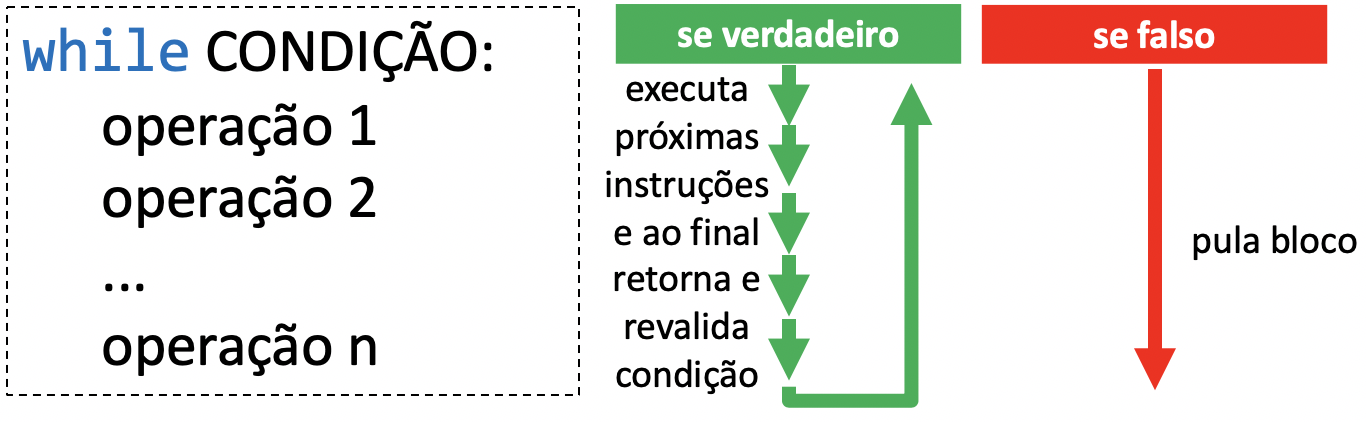 while CONDIÇÃO:
operação 1
operação 2
...
operação n
se verdadeiro
executa
próximas
instruções
e ao final
retorna e
revalida
condição
se falso
pula bloco